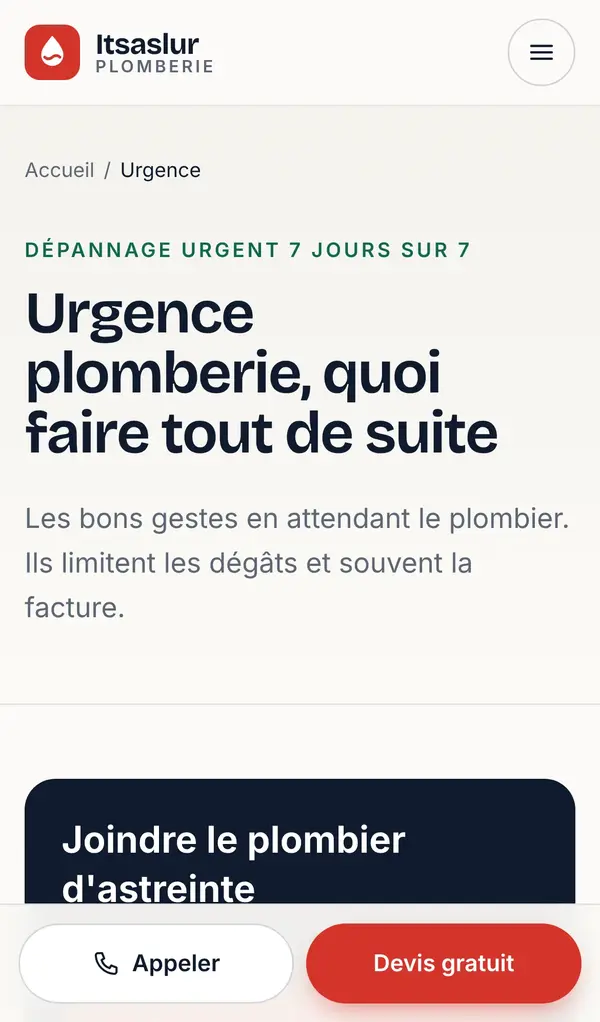 Itsaslur
PLOMBERIE
Accueil / Urgence
DÉPANNAGE URGENT 7 JOURS SUR 7
Urgence
plomberie, quoi
faire tout de suite
Les bons gestes en attendant le plombier.
Ils limitent les dégâts et souvent la
facture.
Joindre le plombier
d'astreinte
Appeler
Devis gratuit